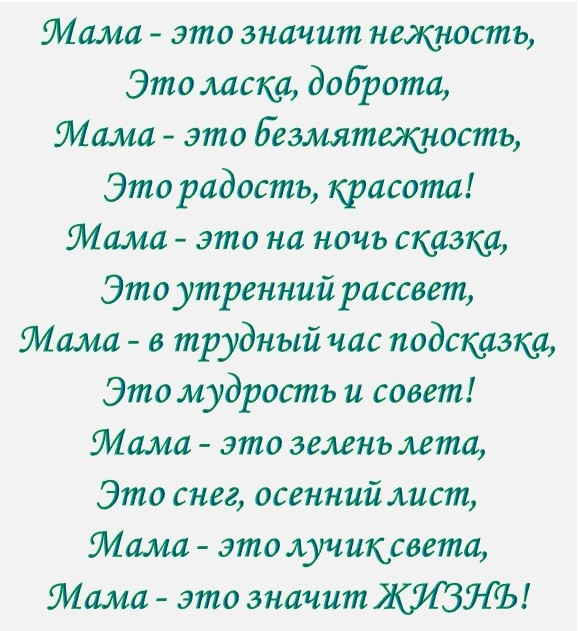 Мама - это значит нежность,
Это ласка, доброта,
Мама - это безмятежность,
Это радость, красота!
Мама - это на ночь сказка,
Это утренний рассвет,
Мама - в трудный час подсказка,
Это мудрость и совет!
Мама - это зелень лета,
Это снег, осенний лист,
Мама - это лучик света,
Мама - это значит ЖИЗНЬ!